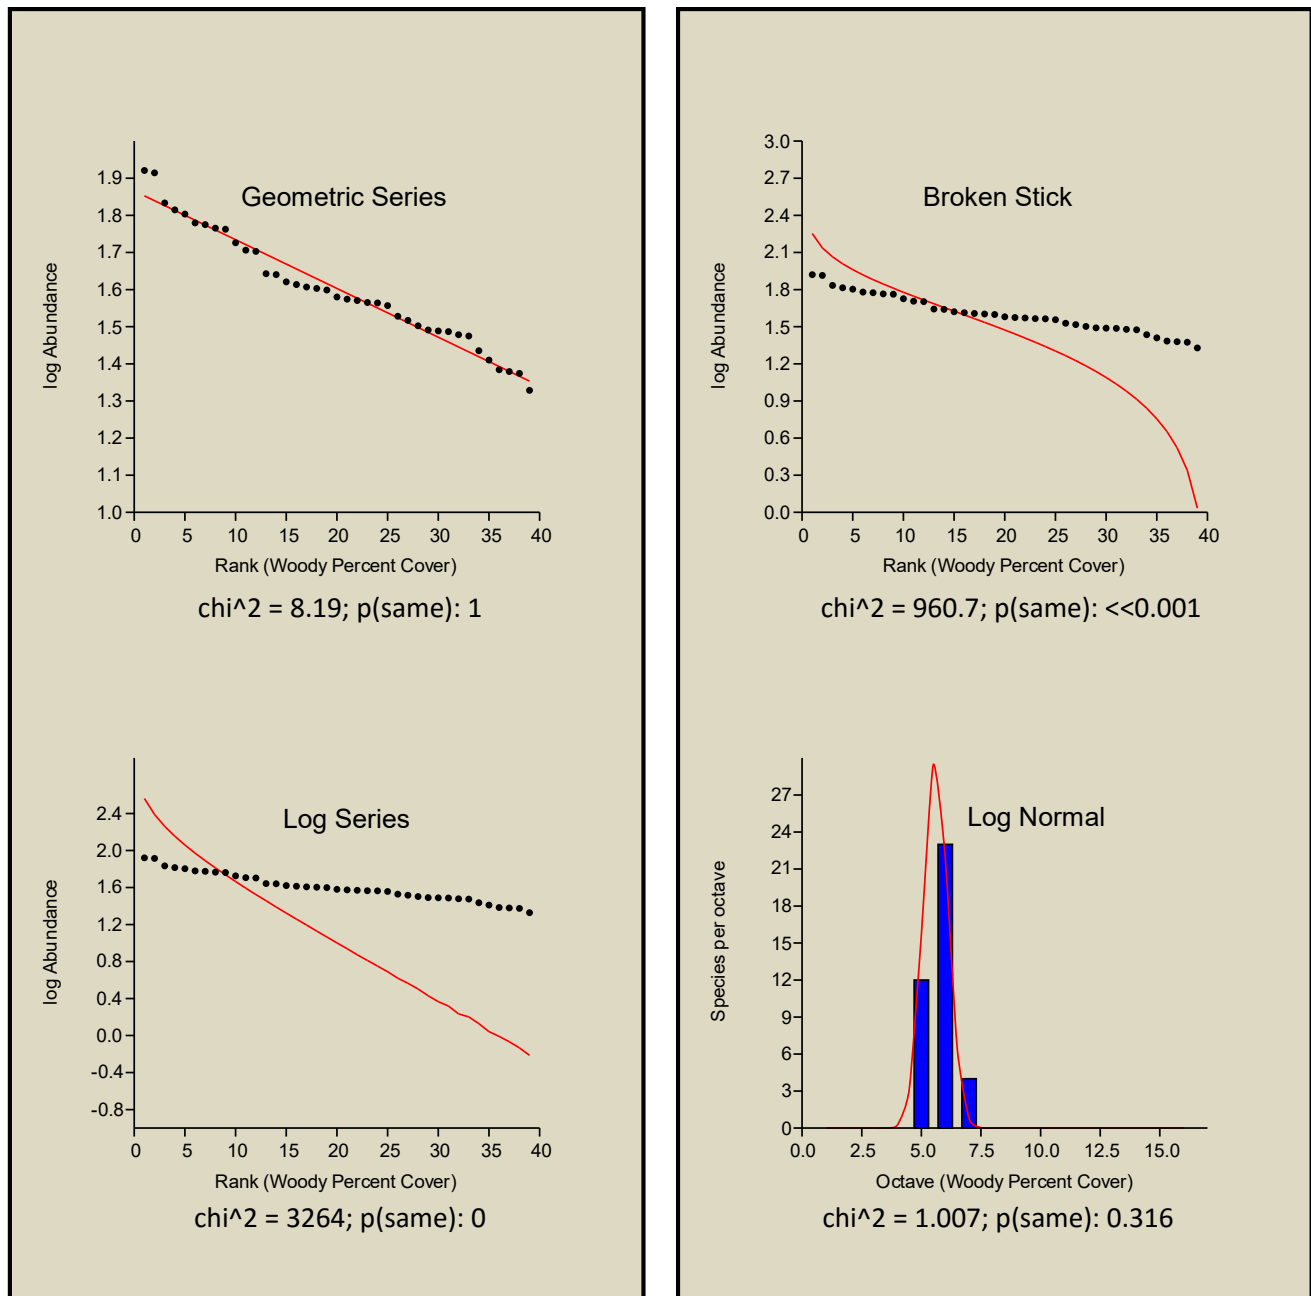 Geometric Series
1.9
1.8
1.7
1.6
1.5
1.4
1.3
1.2
1.1
1.0
log Abundance
0 5 10 15 20 25 30 35 40
Rank (Woody Percent Cover)
chi^2 = 8.19; p(same): 1
Broken Stick
3.0
2.7
2.4
2.1
1.8
1.5
1.2
0.9
0.6
0.3
0.0
log Abundance
0 5 10 15 20 25 30 35 40
Rank (Woody Percent Cover)
chi^2 = 960.7; p(same): <<0.001
Log Series
2.4
2.0
1.6
1.2
0.8
0.4
0.0
-0.4
-0.8
log Abundance
0 5 10 15 20 25 30 35 40
Rank (Woody Percent Cover)
chi^2 = 3264; p(same): 0
Log Normal
27
24
21
18
15
12
9
6
3
0
Species per octave
0.0 2.5 5.0 7.5 10.0 12.5 15.0
Octave (Woody Percent Cover)
chi^2 = 1.007; p(same): 0.316